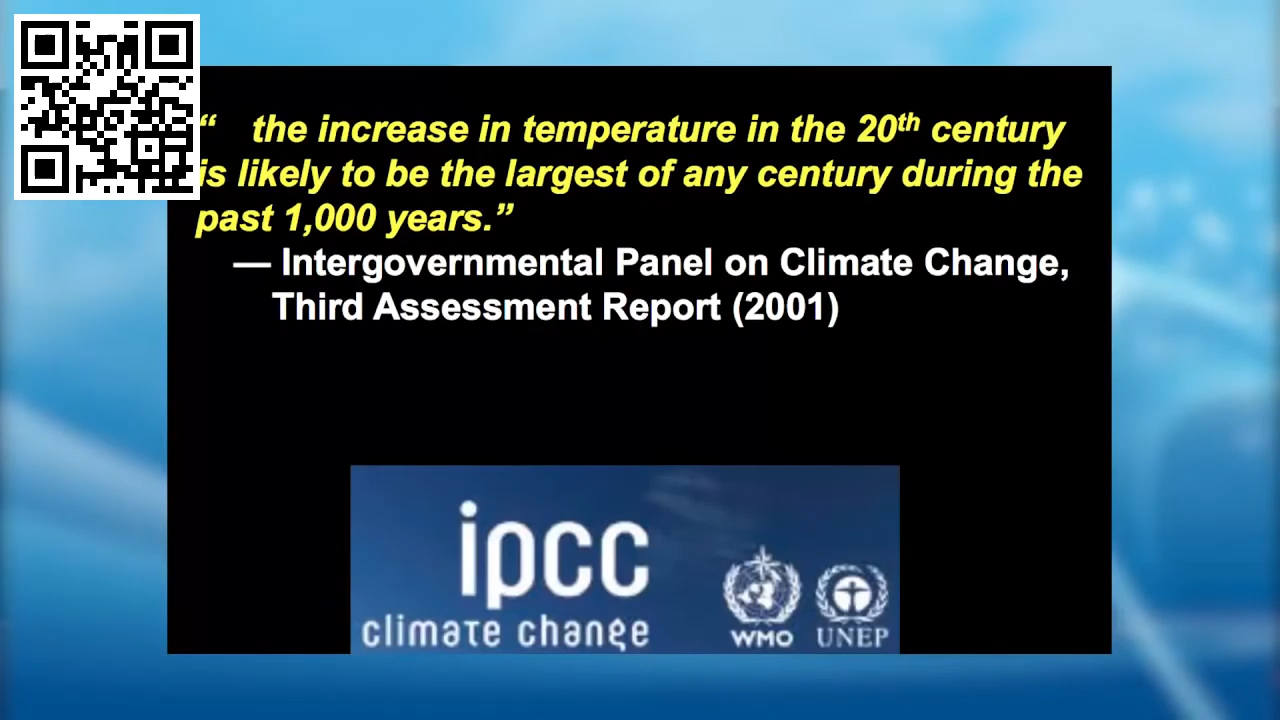 “ the increase in temperature in the 20th century
is likely to be the largest of any century during the
past 1,000 years.”
— Intergovernmental Panel on Climate Change,
Third Assessment Report (2001)
ipcc
climate change
WMO
UNEP